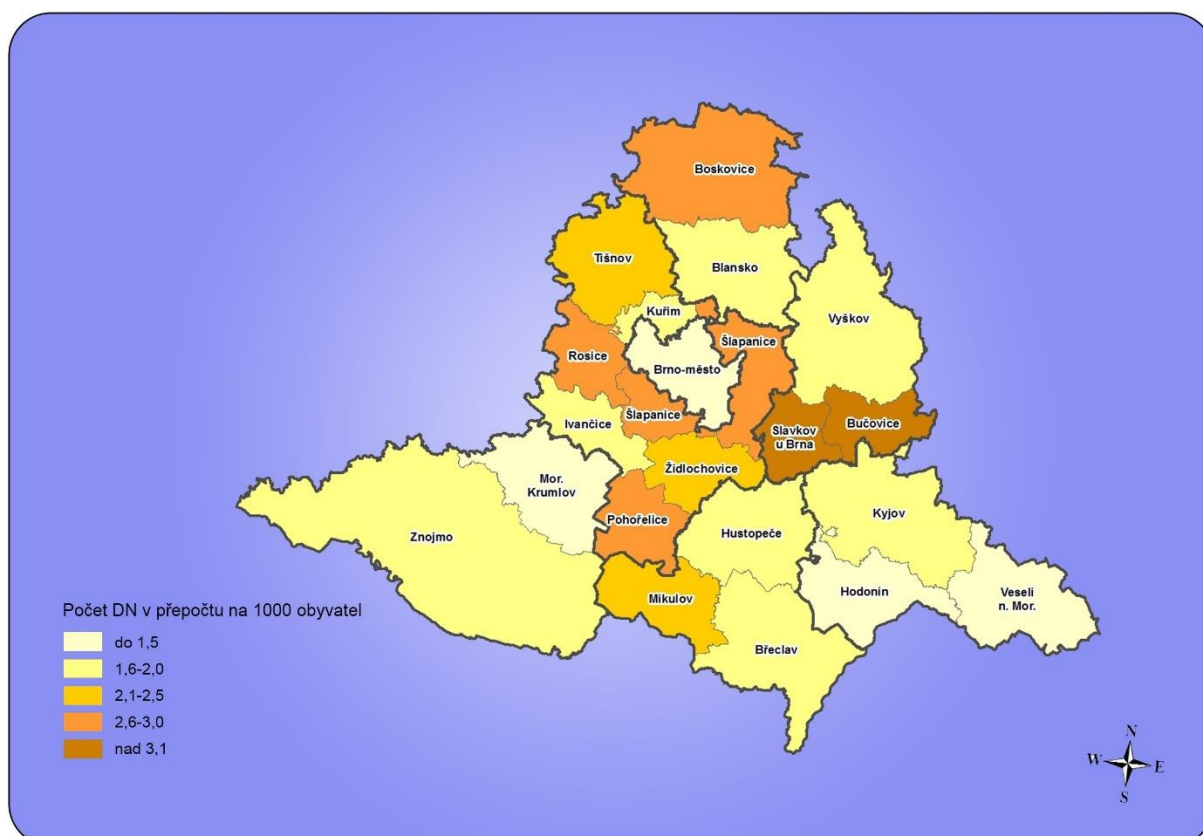 Boskovice
Tišnov
Blansko
Kuřim
Vyškov
Šlapanice
Rosice
Brno-město
Ivančice
Šlapanice
Slavkov
u Brna
Bučovice
Židlochovice
Mor.
Krumlov
Pohořelice
Kyjov
Znojmo
Hustopeče
Mikulov
Hodonín
Veselí
n. Mor.
Břeclav
Počet DN v přepočtu na 1000 obyvatel
do 1,5
1,6-2,0
2,1-2,5
2,6-3,0
nad 3,1
N
W E
S